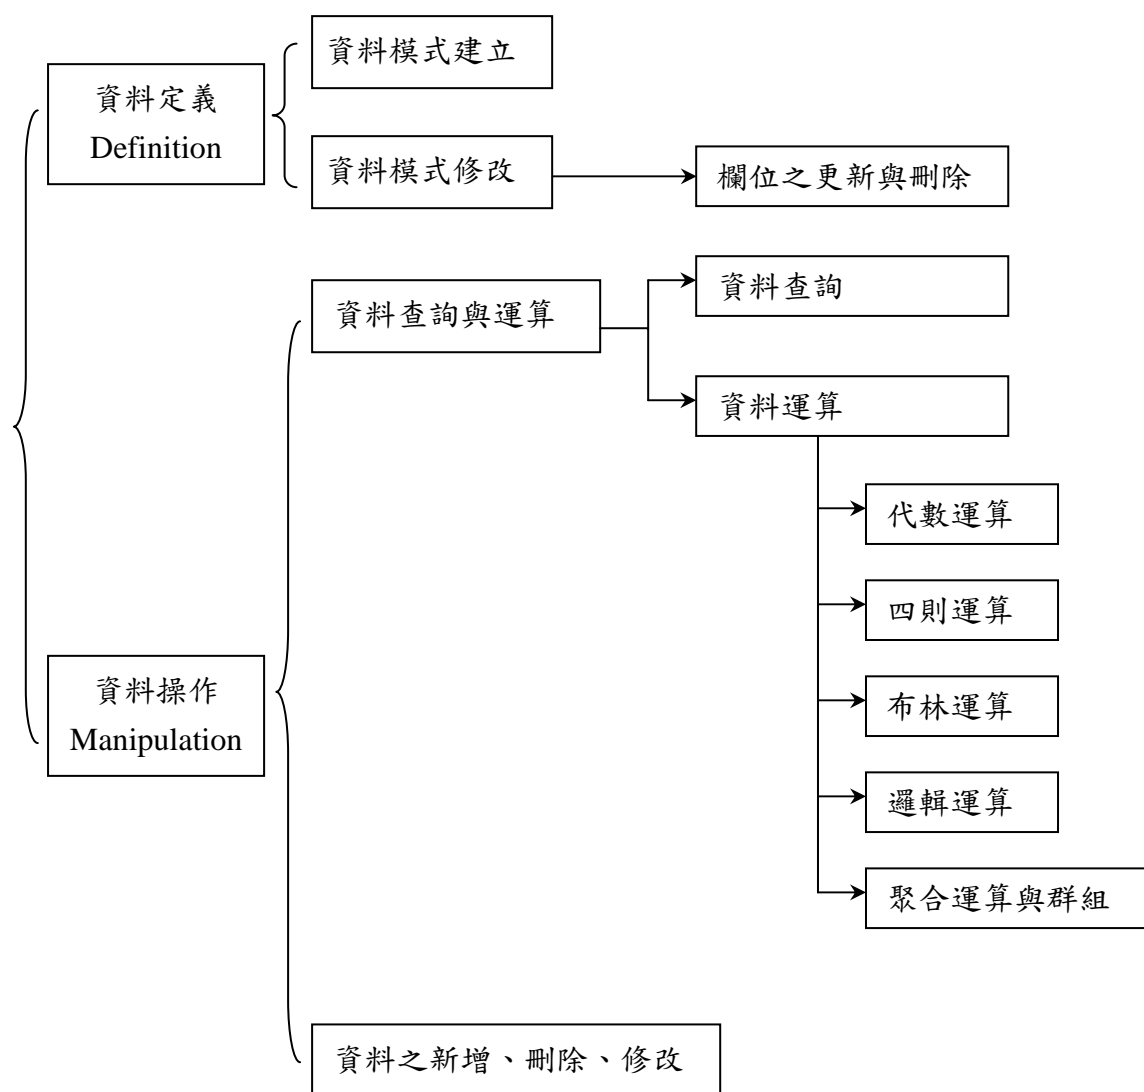 資料定義
Definition
資料模式建立
資料模式修改
欄位之更新與刪除
資料操作
Manipulation
資料查詢與運算
資料查詢
資料運算
代數運算
四則運算
布林運算
邏輯運算
聚合運算與群組
資料之新增、刪除、修改